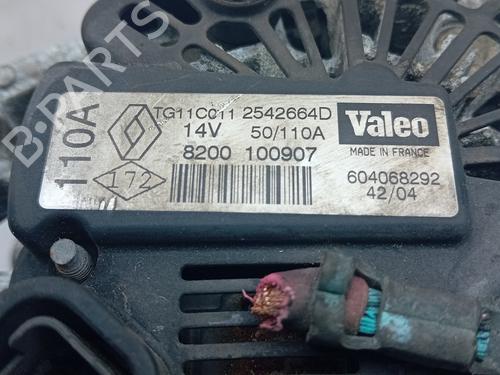 B-PARTS
110A
TG11C011 2542664D
14V 50/110A
8200 100907
172
Valeo
MADE IN FRANCE
604068292
42/04